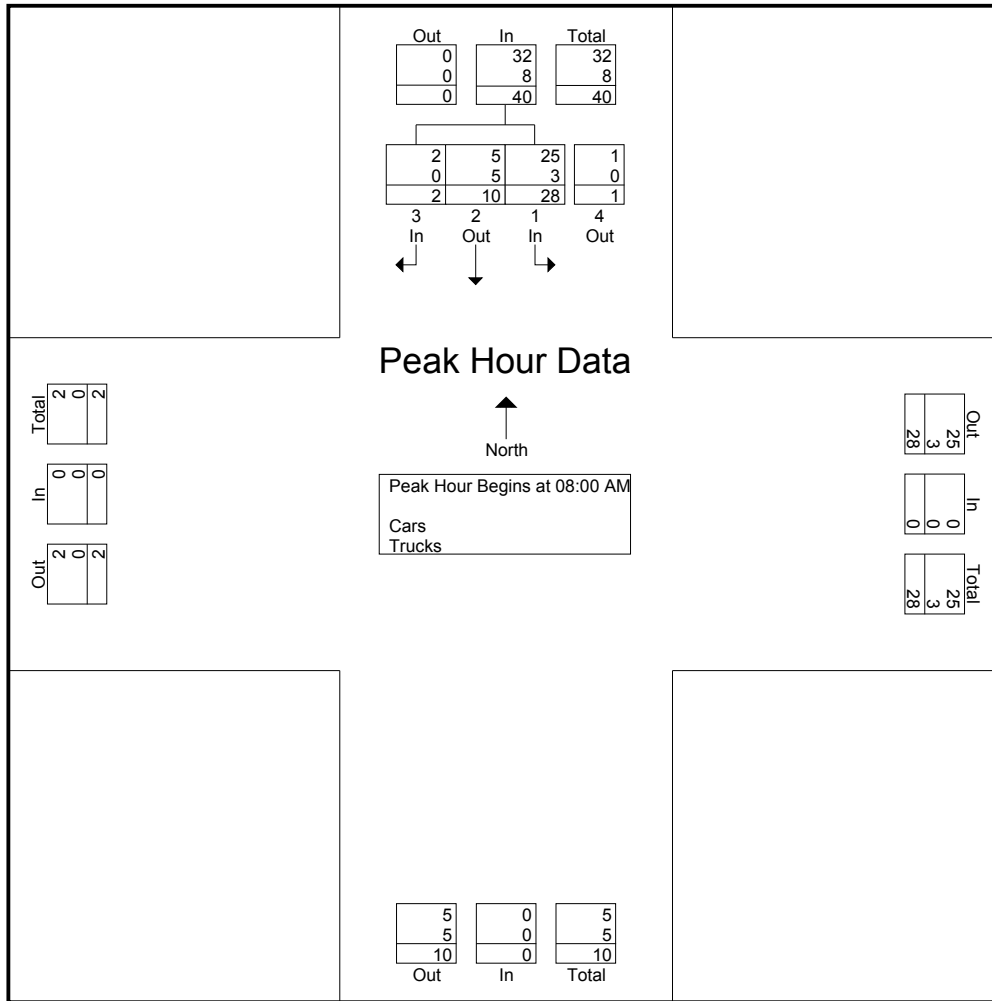 Out In Total
0 32 32
0 8 8
0 40 40
2 5 25 1
0 5 3 0
2 10 28 1
3 2 1 4
In Out In Out
Peak Hour Data
North
Peak Hour Begins at 08:00 AM
Cars
Trucks
Total
2 0 2
In
0 0 0
Out
2 0 2
Out
25
3
28
In
0
0
0
Total
25
3
28
5 0 5
5 0 5
10 0 10
Out In Total